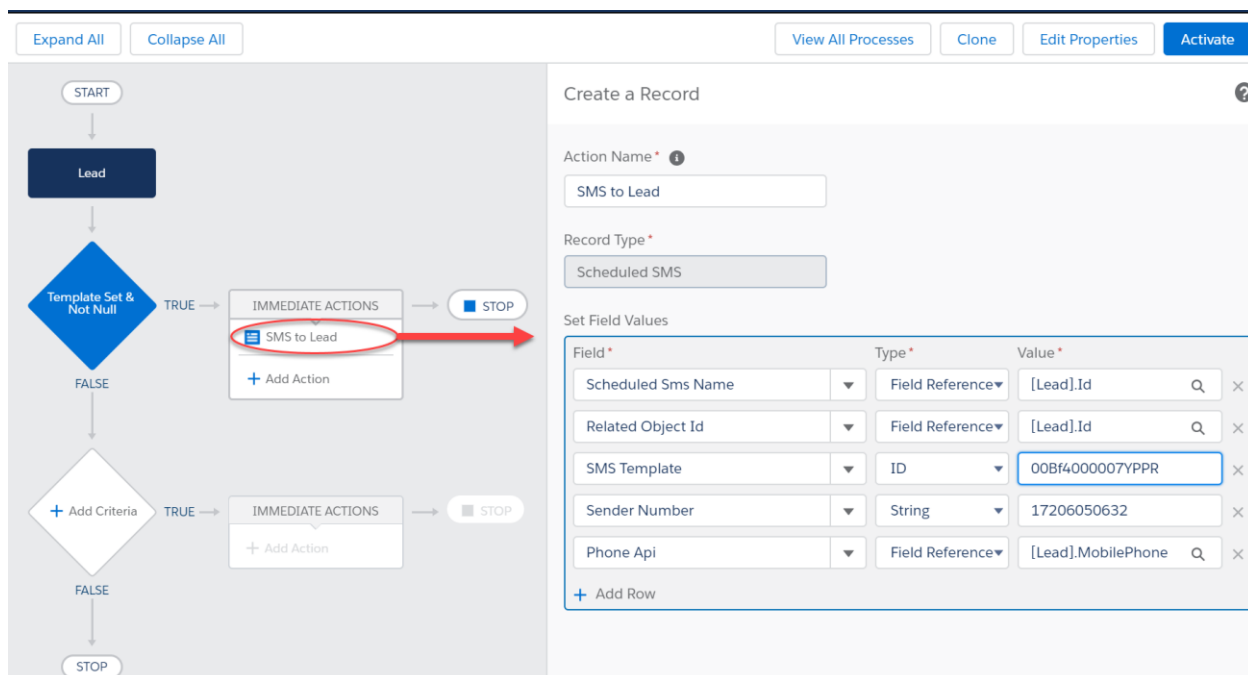 Expand All
Collapse All
View All Processes
Clone
Edit Properties
Activate
START
Lead
Template Set &
Not Null
TRUE
IMMEDIATE ACTIONS
STOP
SMS to Lead
+ Add Action
FALSE
+ Add Criteria
TRUE
IMMEDIATE ACTIONS
STOP
+ Add Action
FALSE
STOP
Create a Record
?
Action Name* i
SMS to Lead
Record Type*
Scheduled SMS
Set Field Values
Field* Type* Value*
Scheduled Sms Name Field Reference [Lead].Id
Related Object Id Field Reference [Lead].Id
SMS Template ID 00Bf4000007YPPR
Sender Number String 17206050632
Phone Api Field Reference [Lead].MobilePhone
+ Add Row